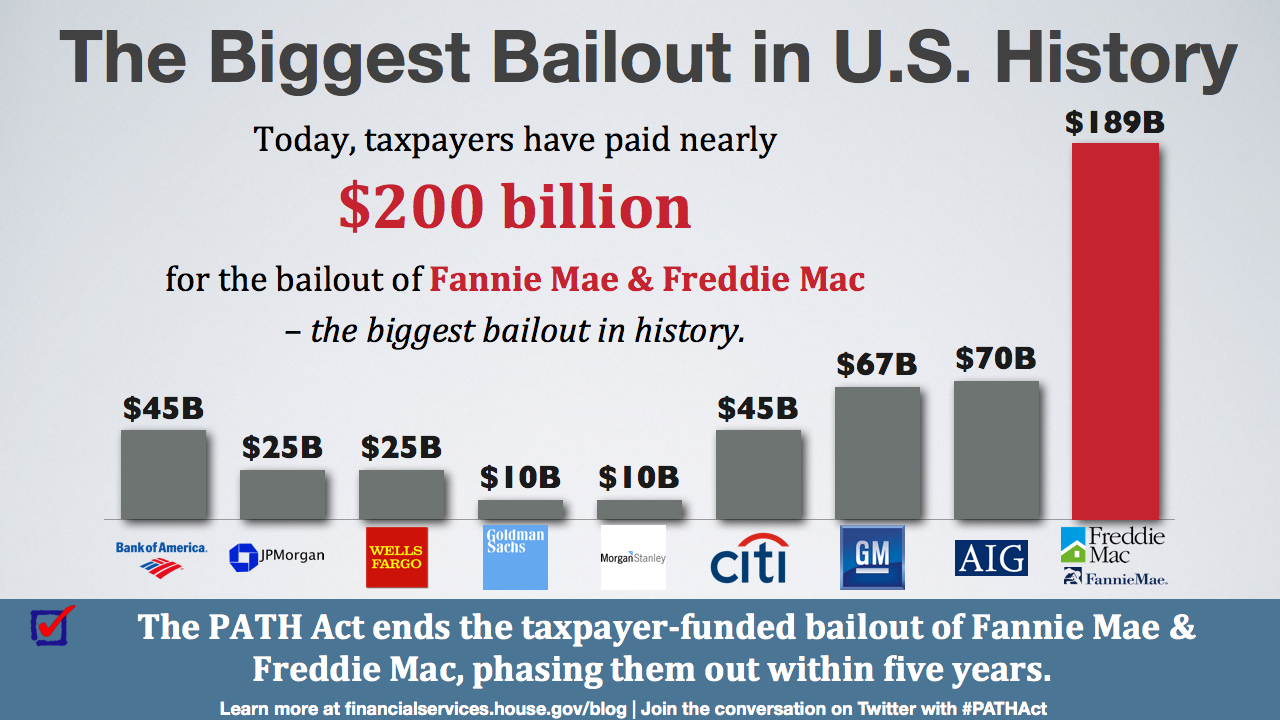 The Biggest Bailout in U.S. History
Today, taxpayers have paid nearly
$200 billion
for the bailout of Fannie Mae & Freddie Mac
– the biggest bailout in history.
$45B
$25B
$25B
$10B
$10B
$45B
$67B
$70B
$189B
Bank of America.
JPMorgan
WELLS
FARGO
Goldman
Sachs
MorganStanley
citi
GM
AIG
Freddie
Mac
FannieMae.
The PATH Act ends the taxpayer-funded bailout of Fannie Mae &
Freddie Mac, phasing them out within five years.
Learn more at financialservices.house.gov/blog | Join the conversation on Twitter with #PATHAct